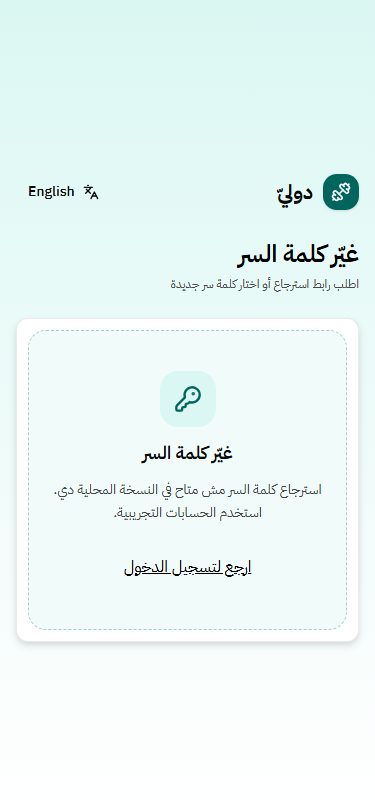 دوليّ
English
غيّر كلمة السر
اطلب رابط استرجاع أو اختار كلمة سر جديدة
غيّر كلمة السر
استرجاع كلمة السر مش متاح في النسخة المحلية دي.
استخدم الحسابات التجريبية.
ارجع لتسجيل الدخول